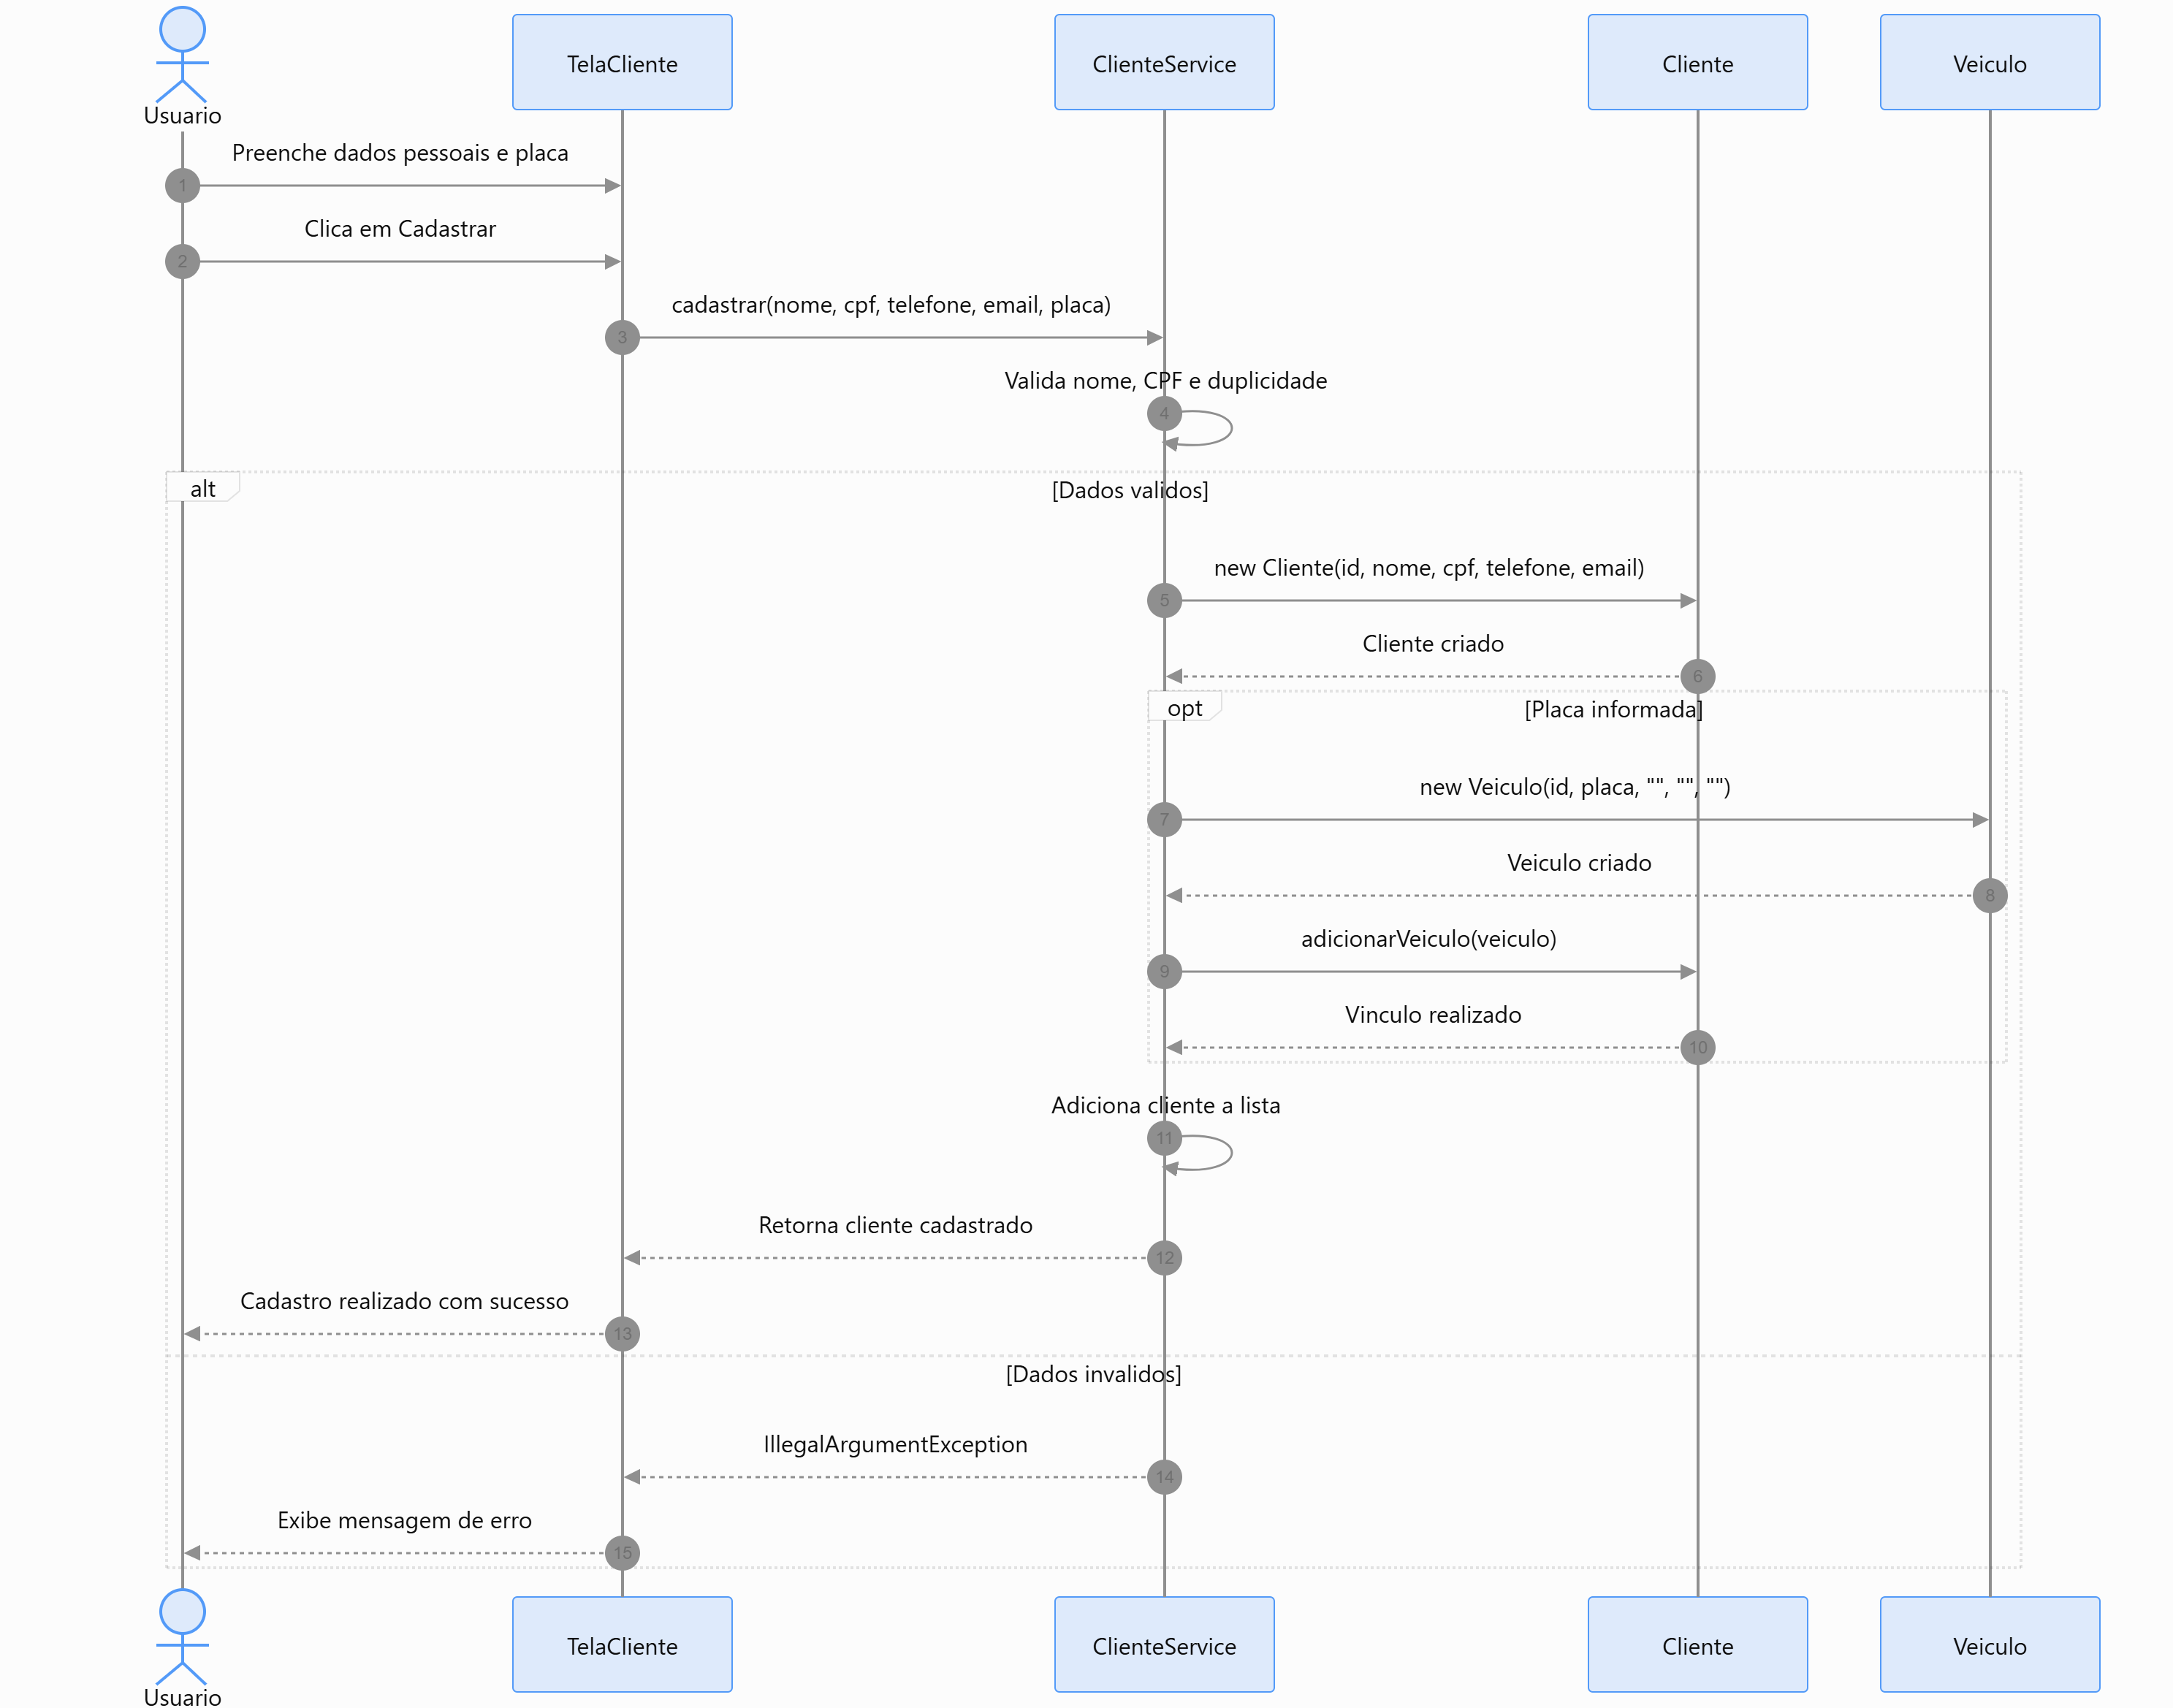 Usuario
TelaCliente
ClienteService
Cliente
Veiculo
Preenche dados pessoais e placa
1
Clica em Cadastrar
2
cadastrar(nome, cpf, telefone, email, placa)
3
Valida nome, CPF e duplicidade
4
alt
[Dados validos]
new Cliente(id, nome, cpf, telefone, email)
5
Cliente criado
6
opt
[Placa informada]
new Veiculo(id, placa, "", "", "")
7
Veiculo criado
8
adicionarVeiculo(veiculo)
9
Vinculo realizado
10
Adiciona cliente a lista
11
Retorna cliente cadastrado
12
Cadastro realizado com sucesso
13
[Dados invalidos]
IllegalArgumentException
14
Exibe mensagem de erro
15
Usuario
TelaCliente
ClienteService
Cliente
Veiculo